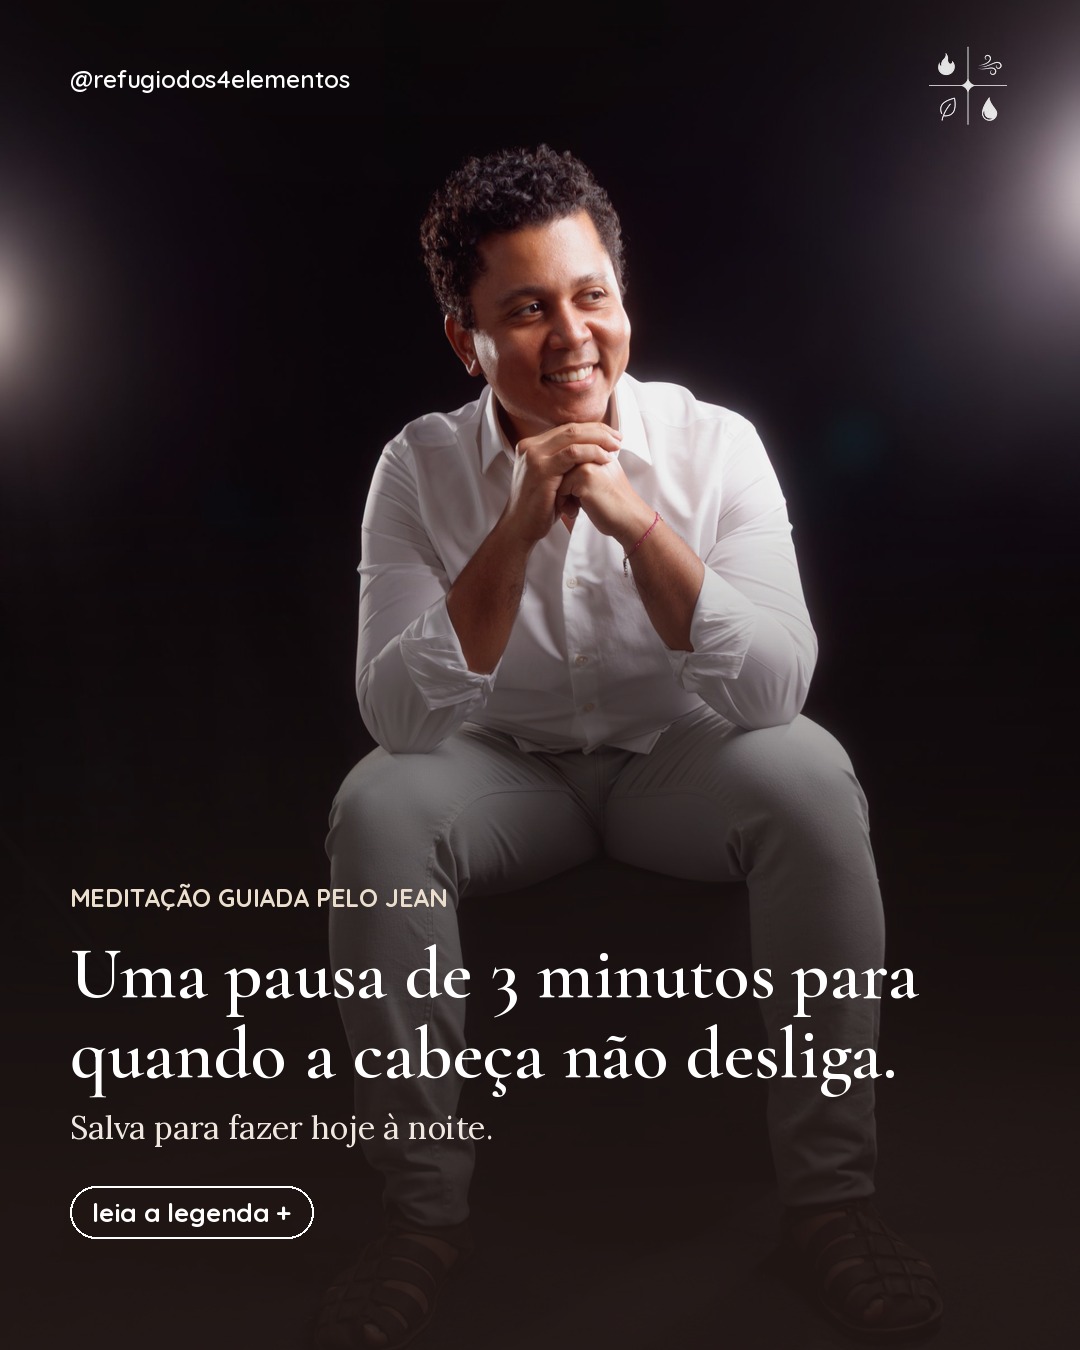 @refugiodos4elementos
MEDITAÇÃO GUIADA PELO JEAN
Uma pausa de 3 minutos para
quando a cabeça não desliga.
Salva para fazer hoje à noite.
leia a legenda +